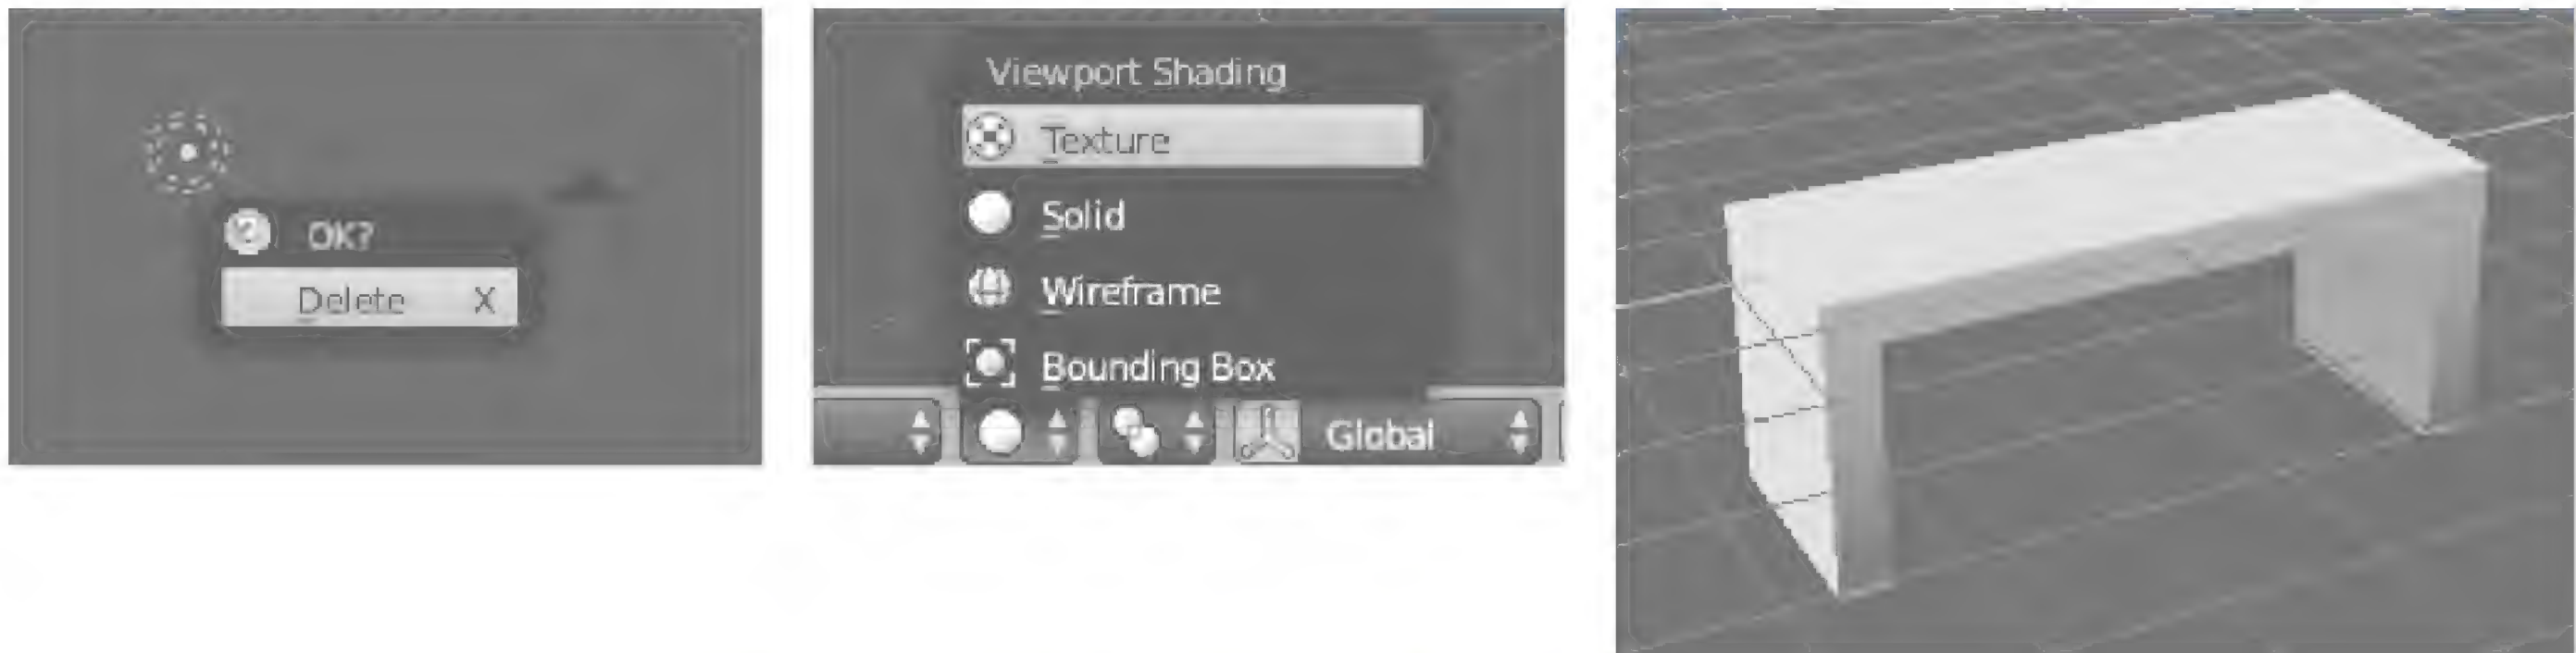 OK?
Delete X
Viewport Shading
Texture
Solid
Wireframe
Bounding Box
Global